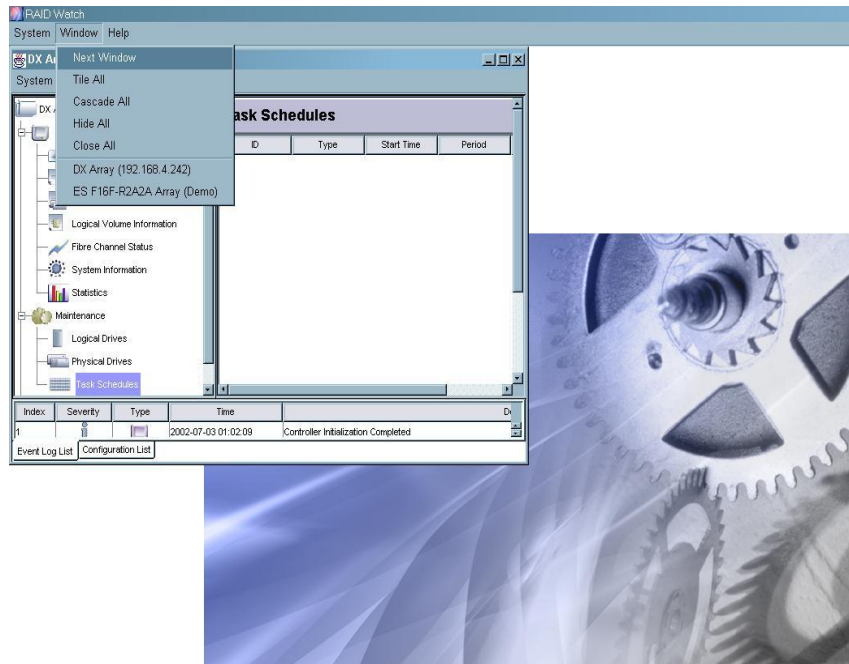 RAID Watch
System Window Help
Next Window
Tile All
Cascade All
Hide All
Close All
DX Array (192.168.4.242)
ES F16F-R2A2A Array (Demo)
DX A
System
DX
ask Schedules
ID Type Start Time Period
Logical Volume Information
Fibre Channel Status
System Information
Statistics
Maintenance
Logical Drives
Physical Drives
Task Schedules
Index Severity Type Time D
1 2002-07-03 01:02:09 Controller Initialization Completed
Event Log List Configuration List